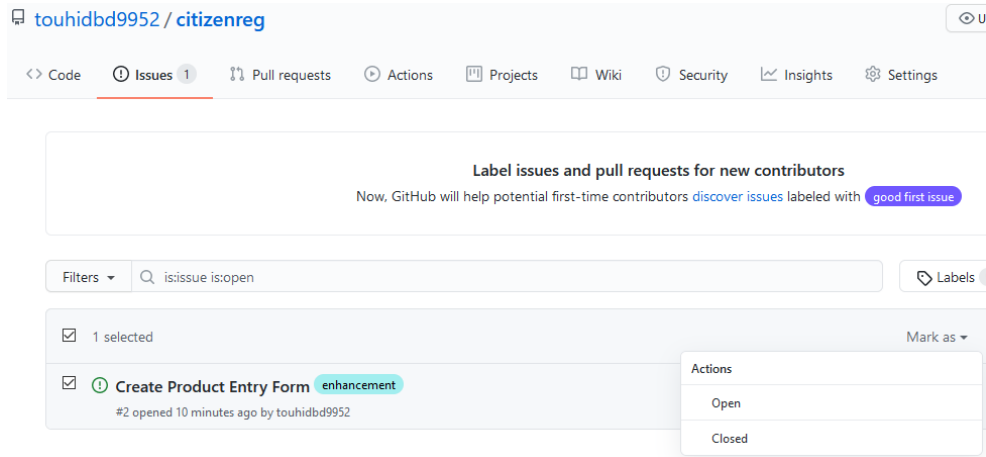 touhidbd9952 / citizenreg
U
Code Issues 1 Pull requests Actions Projects Wiki Security Insights Settings
Label issues and pull requests for new contributors
Now, GitHub will help potential first-time contributors discover issues labeled with good first issue
Filters is:issue is:open Labels
1 selected Mark as
Create Product Entry Form enhancement
#2 opened 10 minutes ago by touhidbd9952
Actions
Open
Closed